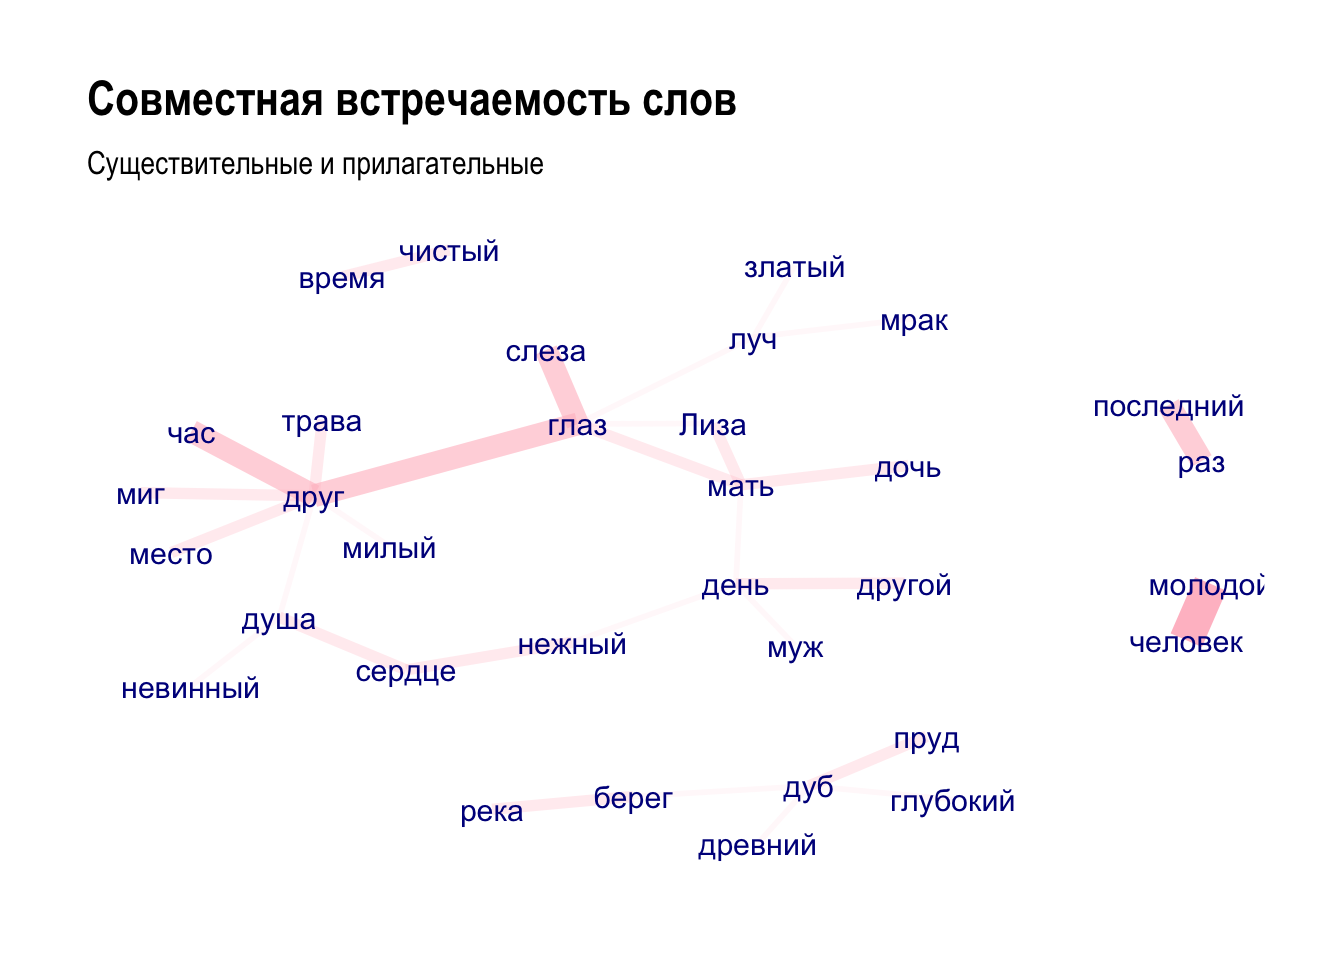 Совместная встречаемость слов
Существительные и прилагательные
чистый
время
златый
мрак
луч
слеза
последний
трава
глаз
Лиза
час
раз
дочь
мать
миг
друг
милый
место
день
другой
молодой
душа
нежный
муж
человек
сердце
невинный
пруд
дуб
берег
глубокий
река
древний